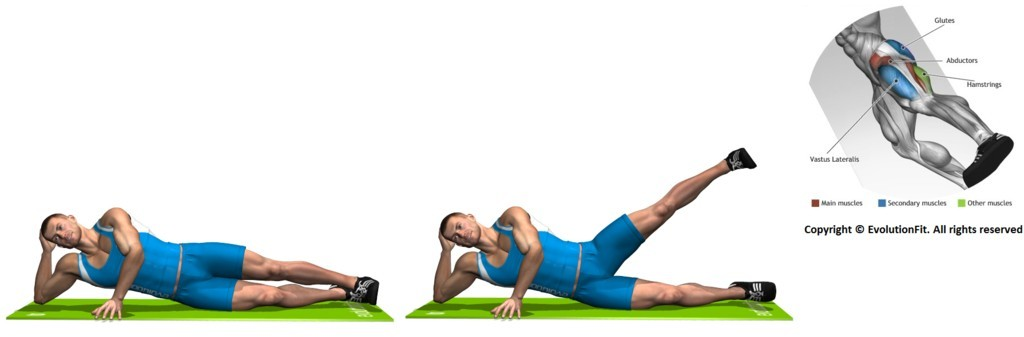 Glutes
Abductors
Hamstrings
Vastus Lateralis
Main muscles
Secondary muscles
Other muscles
Copyright © EvolutionFit. All rights reserved